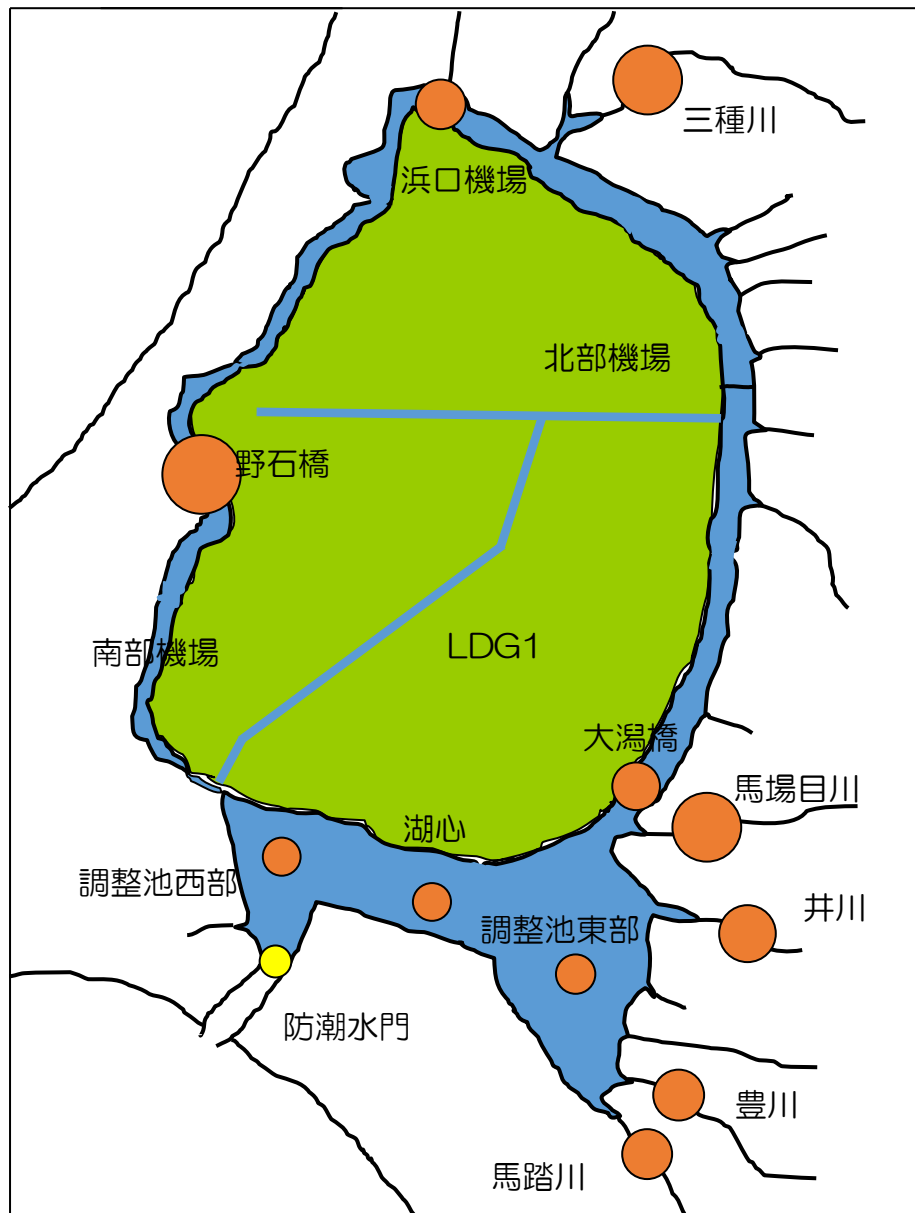 三種川
浜口機場
北部機場
野石橋
LDG1
南部機場
大潟橋
馬場目川
湖心
調整池西部
井川
調整池東部
防潮水門
豊川
馬踏川